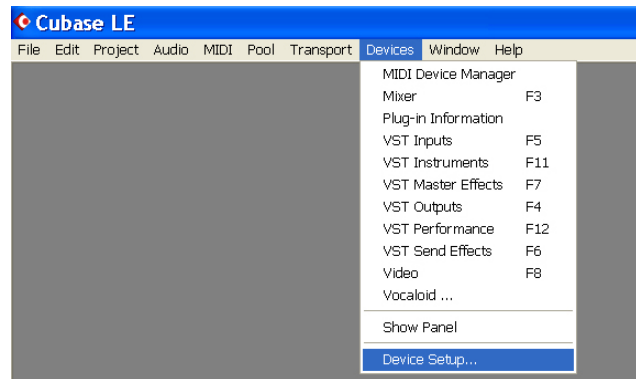 Cubase LE
File Edit Project Audio MIDI Pool Transport Devices Window Help
MIDI Device Manager
Mixer F3
Plug-in Information
VST Inputs F5
VST Instruments F11
VST Master Effects F7
VST Outputs F4
VST Performance F12
VST Send Effects F6
Video F8
Vocaloid ...
Show Panel
Device Setup...